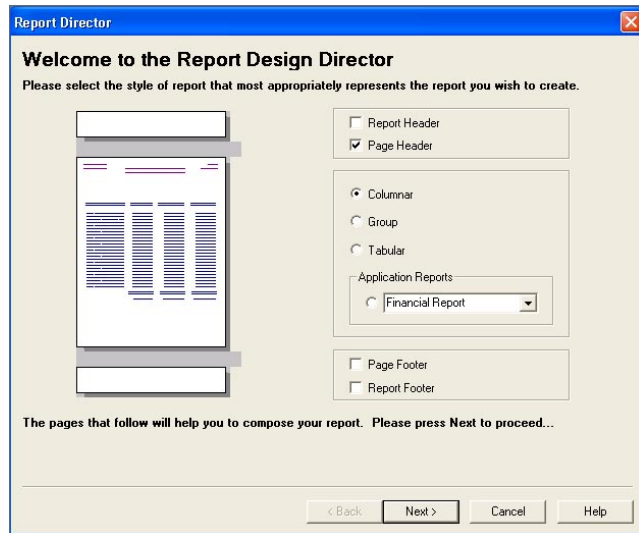 Report Director
Welcome to the Report Design Director
Please select the style of report that most appropriately represents the report you wish to create.
Report Header
Page Header
Columnar
Group
Tabular
Application Reports
Financial Report
Page Footer
Report Footer
The pages that follow will help you to compose your report. Please press Next to proceed...
< Back
Next >
Cancel
Help